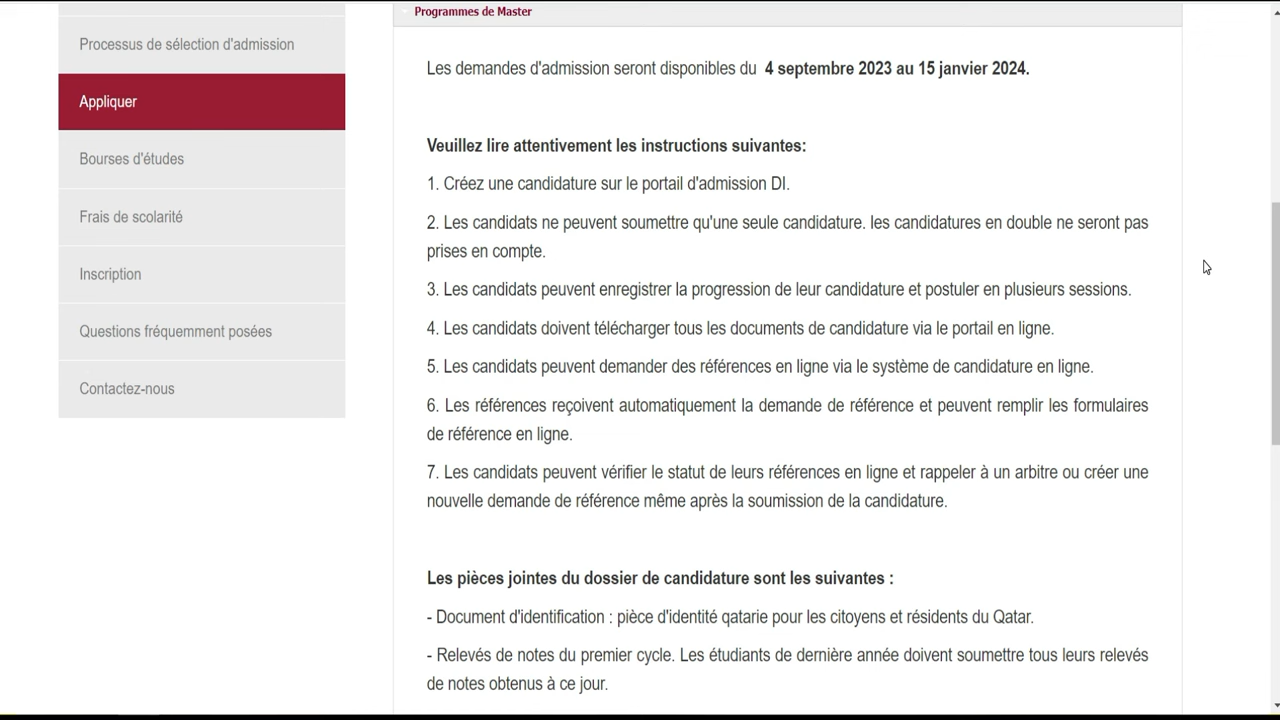 Programmes de Master
Processus de sélection d'admission
Appliquer
Bourses d'études
Frais de scolarité
Inscription
Questions fréquemment posées
Contactez-nous
Les demandes d'admission seront disponibles du 4 septembre 2023 au 15 janvier 2024.
Veuillez lire attentivement les instructions suivantes:
1. Créez une candidature sur le portail d'admission DI.
2. Les candidats ne peuvent soumettre qu'une seule candidature. les candidatures en double ne seront pas
prises en compte.
3. Les candidats peuvent enregistrer la progression de leur candidature et postuler en plusieurs sessions.
4. Les candidats doivent télécharger tous les documents de candidature via le portail en ligne.
5. Les candidats peuvent demander des références en ligne via le système de candidature en ligne.
6. Les références reçoivent automatiquement la demande de référence et peuvent remplir les formulaires
de référence en ligne.
7. Les candidats peuvent vérifier le statut de leurs références en ligne et rappeler à un arbitre ou créer une
nouvelle demande de référence même après la soumission de la candidature.
Les pièces jointes du dossier de candidature sont les suivantes :
- Document d'identification : pièce d'identité qatarie pour les citoyens et résidents du Qatar.
- Relevés de notes du premier cycle. Les étudiants de dernière année doivent soumettre tous leurs relevés
de notes obtenus à ce jour.